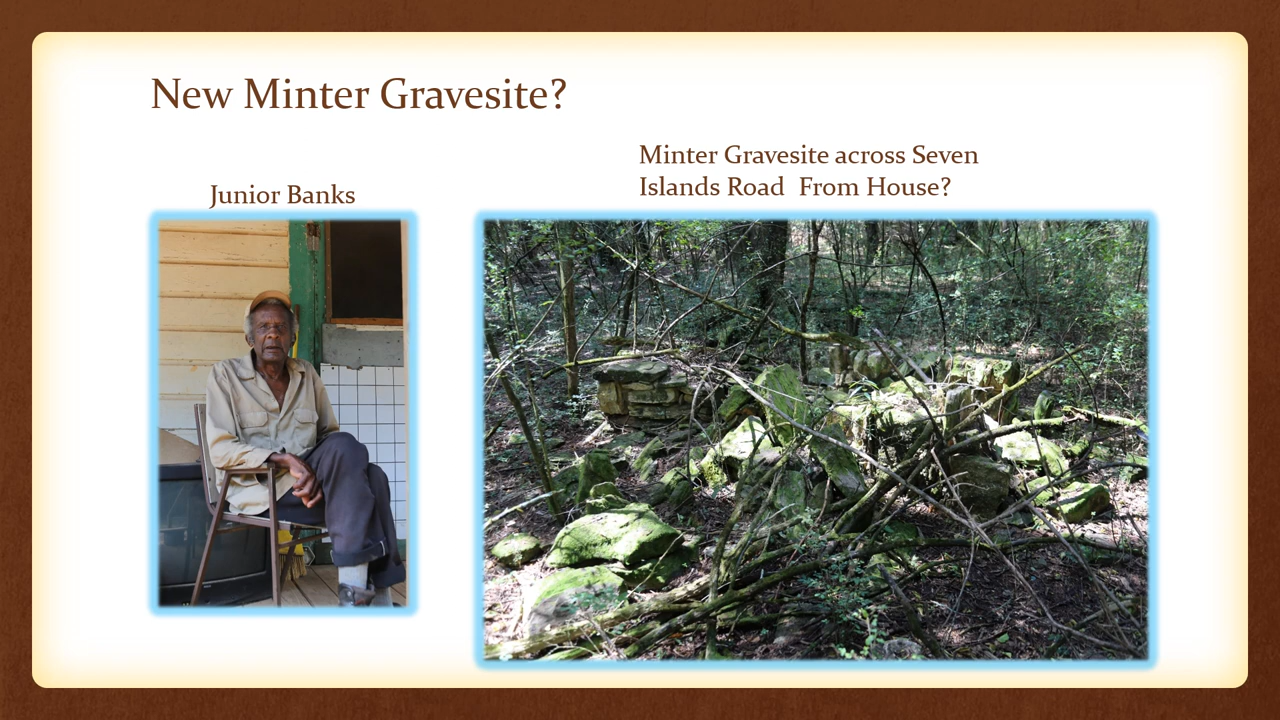 New Minter Gravesite?
Minter Gravesite across Seven
Islands Road  From House?
Junior Banks